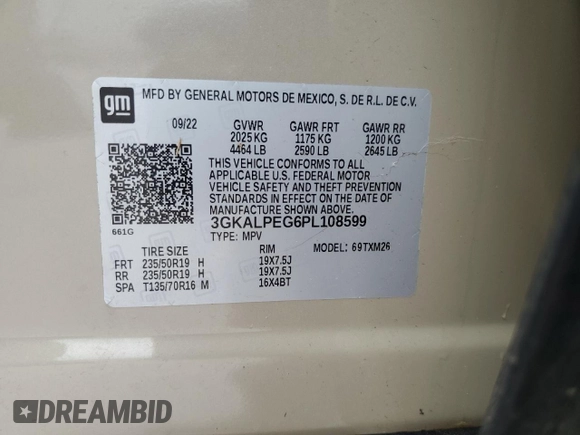 gm
MFD BY GENERAL MOTORS DE MEXICO, S. DE R.L. DE C.V.
09/22 GVWR GAWR FRT GAWR RR
2025 KG 1175 KG 1200 KG
4464 LB 2590 LB 2645 LB
THIS VEHICLE CONFORMS TO ALL
APPLICABLE U.S. FEDERAL MOTOR
VEHICLE SAFETY AND THEFT PREVENTION
STANDARDS IN EFFECT ON THE DATE OF
MANUFACTURE SHOWN ABOVE.
661G 3GKALPEG6PL108599
TYPE: MPV MODEL: 69TXM26
TIRE SIZE RIM
FRT 235/50R19 H 19X7.5J
RR 235/50R19 H 19X7.5J
SPA T135/70R16 M 16X4BT
DREAMBID